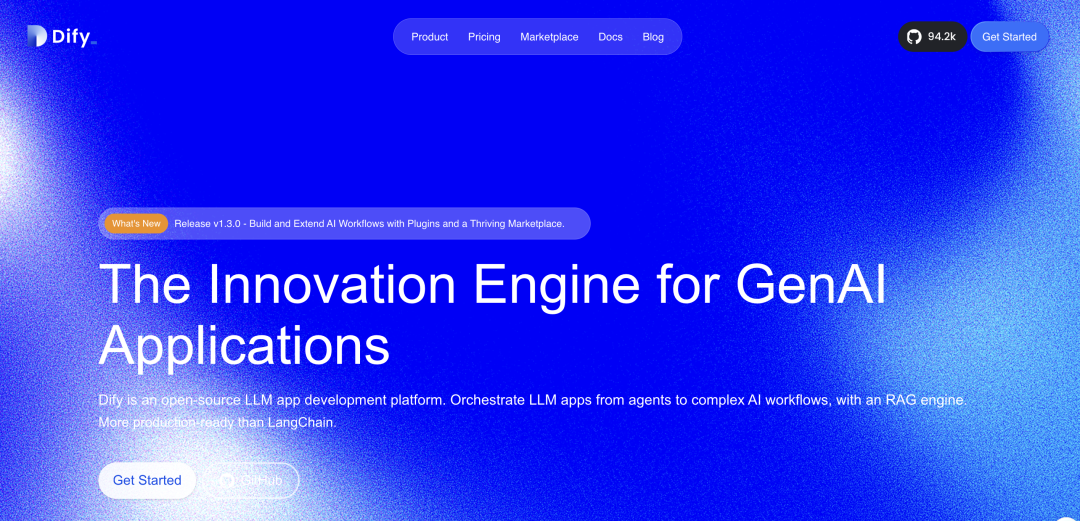 Dify
Product Pricing Marketplace Docs Blog
94.2k Get Started
What's New Release v1.3.0 - Build and Extend AI Workflows with Plugins and a Thriving Marketplace.
The Innovation Engine for GenAI
Applications
Dify is an open-source LLM app development platform. Orchestrate LLM apps from agents to complex AI workflows, with an RAG engine.
More production-ready than LangChain.
Get Started GitHub